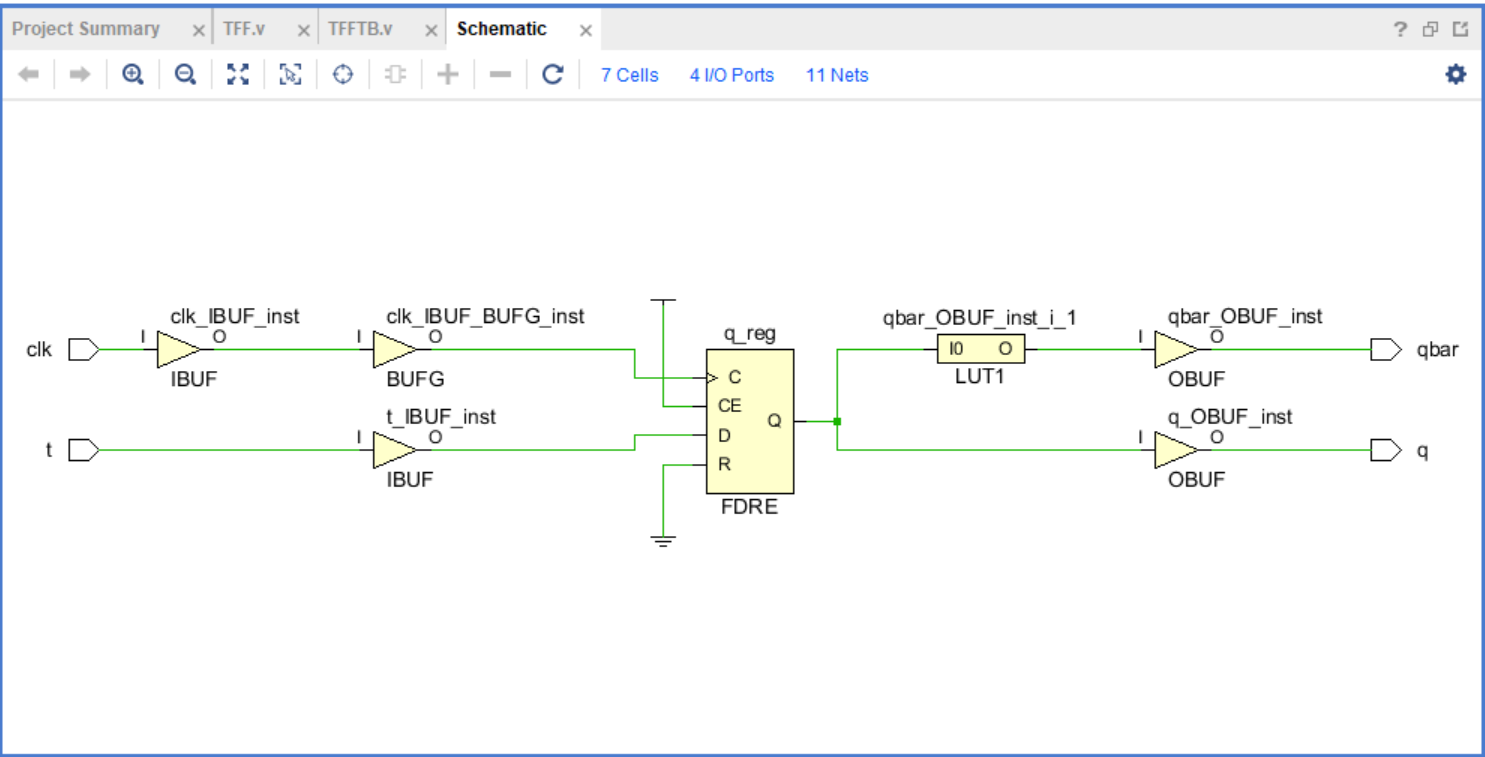 Project Summary × TFF.v × TFFTB.v × Schematic ×
?
7 Cells 4 I/O Ports 11 Nets
clk_IBUF_inst clk_IBUF_BUFG_inst qbar_OBUF_inst_i_1 qbar_OBUF_inst
q_reg
clk I O I O I0 O I O qbar
IBUF BUFG C LUT1 OBUF
CE
t_IBUF_inst Q q_OBUF_inst
t I O D I O q
IBUF R OBUF
FDRE